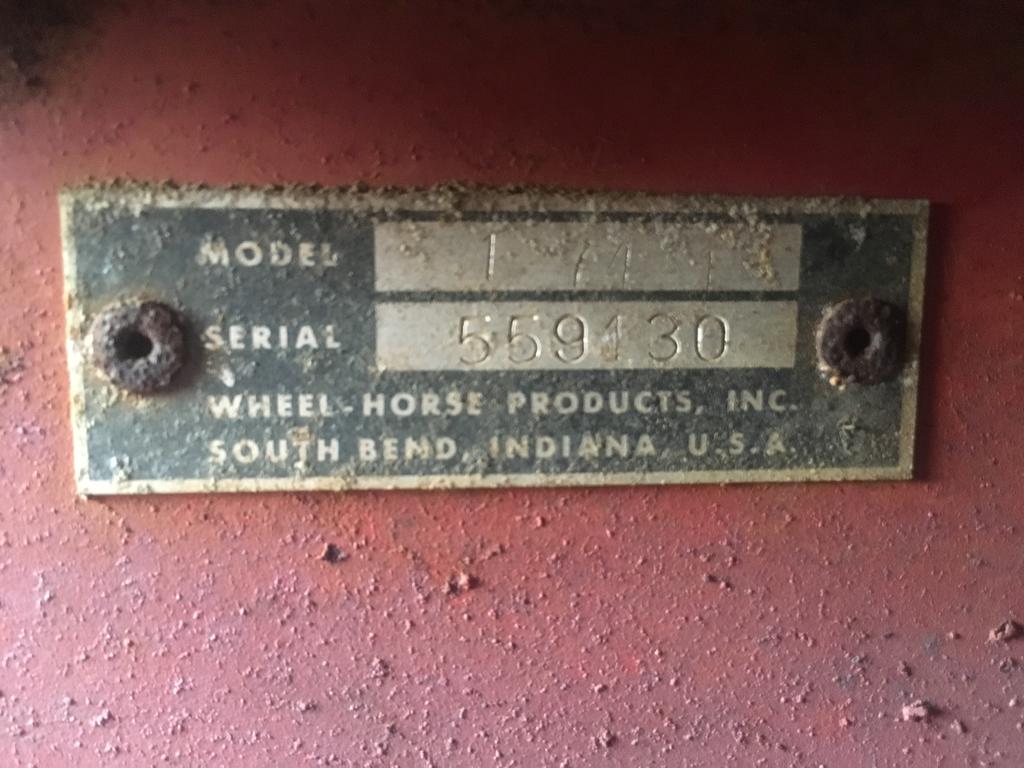 MODEL
SERIAL 559130
WHEEL-HORSE PRODUCTS, INC.
SOUTH BEND, INDIANA, U.S.A.